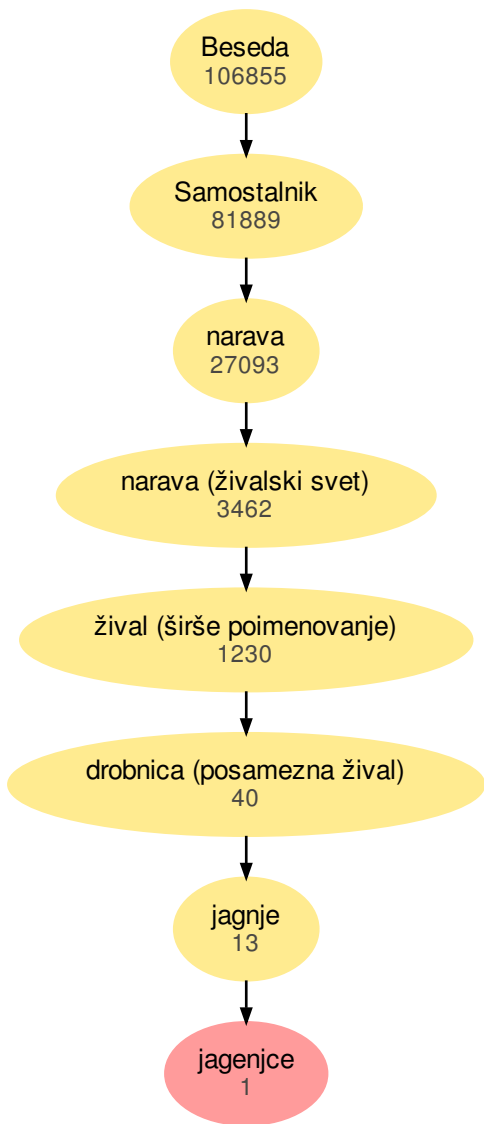 Beseda
106855
Samostalnik
81889
narava
27093
narava (živalski svet)
3462
žival (širše poimenovanje)
1230
drobnica (posamezna žival)
40
jagnje
13
jagenjce
1